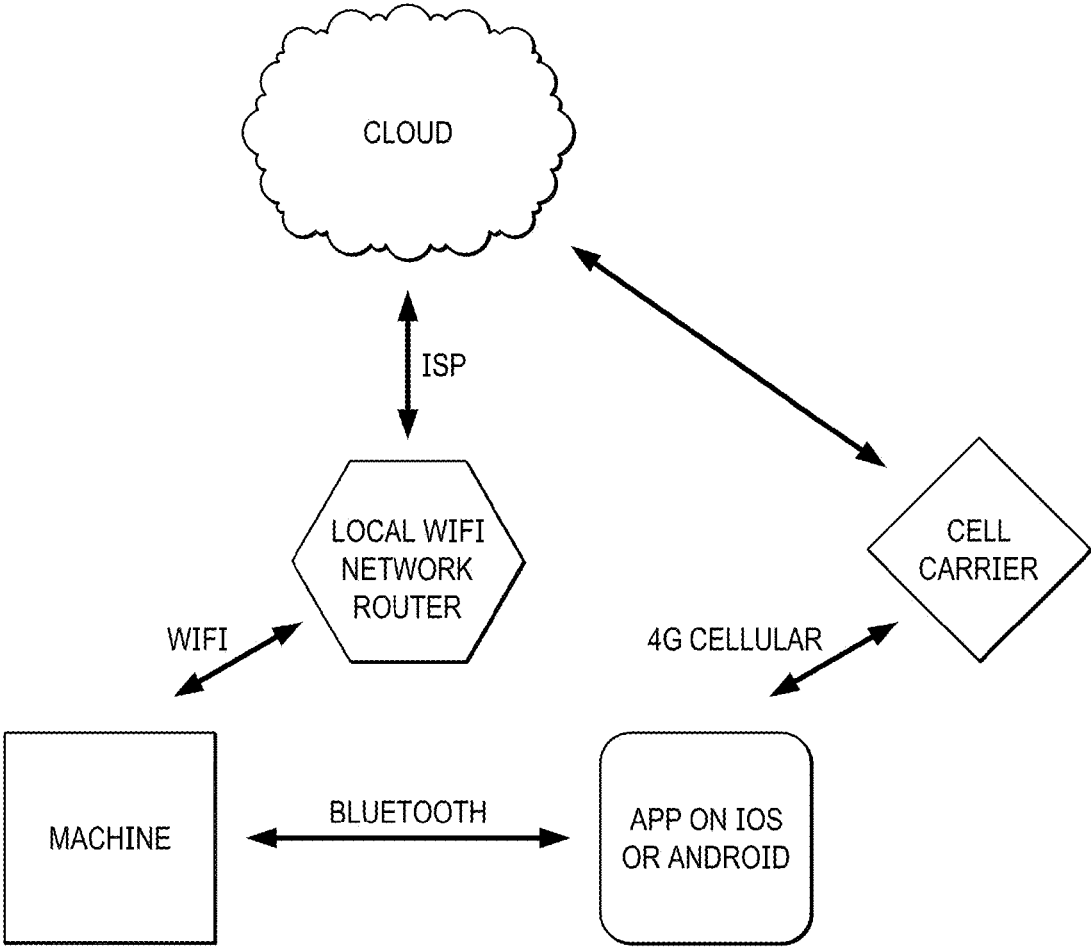 CLOUD
ISP
LOCAL WIFI
NETWORK
ROUTER
CELL
CARRIER
WIFI
4G CELLULAR
MACHINE
BLUETOOTH
APP ON IOS
OR ANDROID